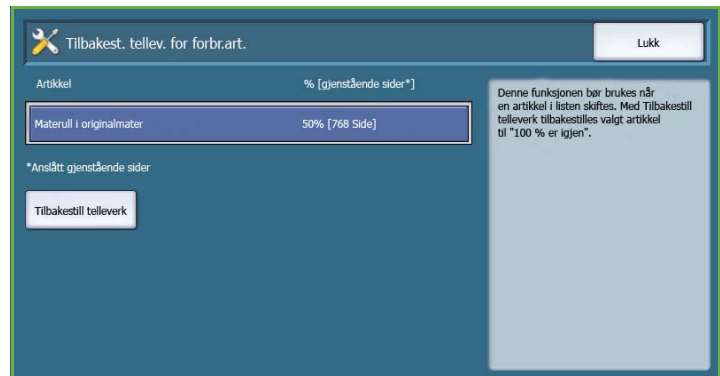 Tilbakest. tellev. for forbr.art.
Lukk
Artikkel
% [gjenstående sider*]
Materull i originalmater
50% [768 Side]
*Anslått gjenstående sider
Tilbakestill telleverk
Denne funksjonen bør brukes når
en artikkel i listen skiftes. Med Tilbakestill
telleverk tilbakestilles valgt artikkel
til "100 % er igjen".